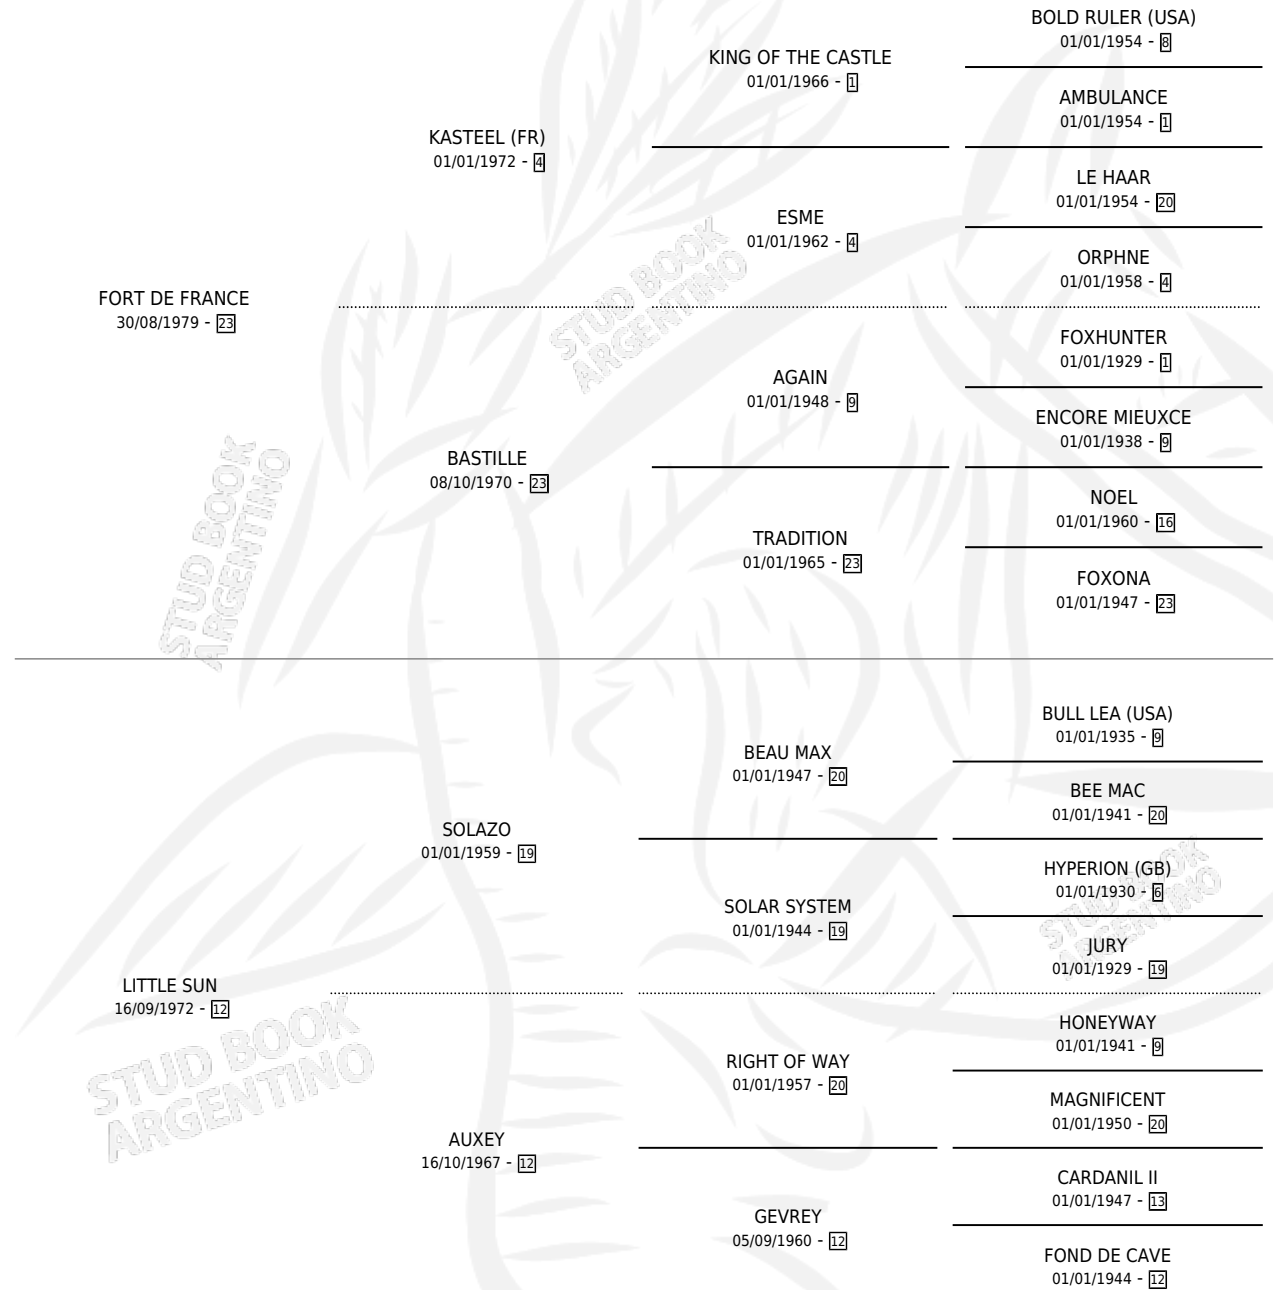 BOLD RULER (USA)
01/01/1954 - 8
KING OF THE CASTLE
01/01/1966 - 1
AMBULANCE
01/01/1954 - 1
KASTEEL (FR)
01/01/1972 - 4
LE HAAR
01/01/1954 - 20
ESME
01/01/1962 - 4
ORPHNE
01/01/1958 - 4
FORT DE FRANCE
30/08/1979 - 23
FOXHUNTER
01/01/1929 - 1
AGAIN
01/01/1948 - 9
ENCORE MIEUXCE
01/01/1938 - 9
BASTILLE
08/10/1970 - 23
NOEL
01/01/1960 - 16
TRADITION
01/01/1965 - 23
FOXONA
01/01/1947 - 23
STUD BOOK
ARGENTINO
STUD BOOK
ARGENTINO
BULL LEA (USA)
01/01/1935 - 9
BEAU MAX
01/01/1947 - 20
BEE MAC
01/01/1941 - 20
SOLAZO
01/01/1959 - 19
HYPERION (GB)
01/01/1930 - 6
SOLAR SYSTEM
01/01/1944 - 19
JURY
01/01/1929 - 19
STUD BOOK
ARGENTINO
LITTLE SUN
16/09/1972 - 12
HONEYWAY
01/01/1941 - 9
RIGHT OF WAY
01/01/1957 - 20
MAGNIFICENT
01/01/1950 - 20
AUXEY
16/10/1967 - 12
CARDANIL II
01/01/1947 - 13
GEVREY
05/09/1960 - 12
FOND DE CAVE
01/01/1944 - 12
STUD BOOK
ARGENTINO